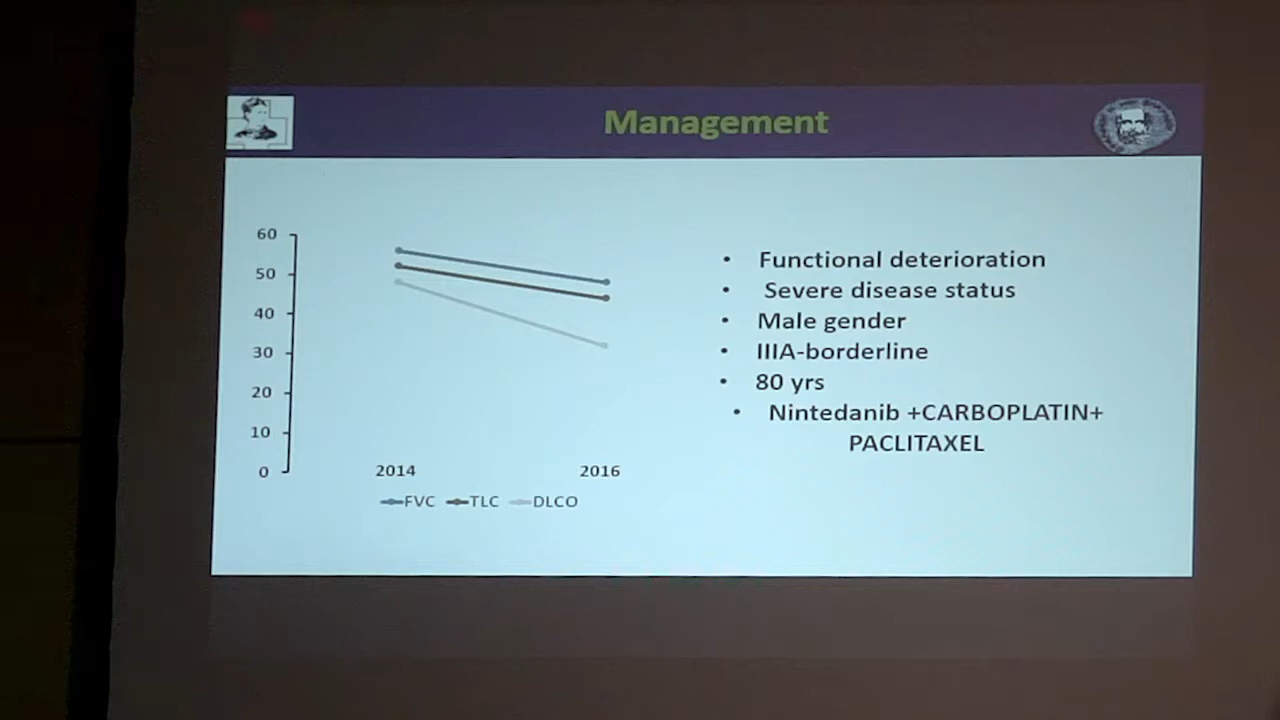 Management
60
50
40
30
20
10
0
2014 2016
FVC TLC DLCO
• Functional deterioration
• Severe disease status
• Male gender
• IIIA-borderline
• 80 yrs
• Nintedanib +CARBOPLATIN+
PACLITAXEL